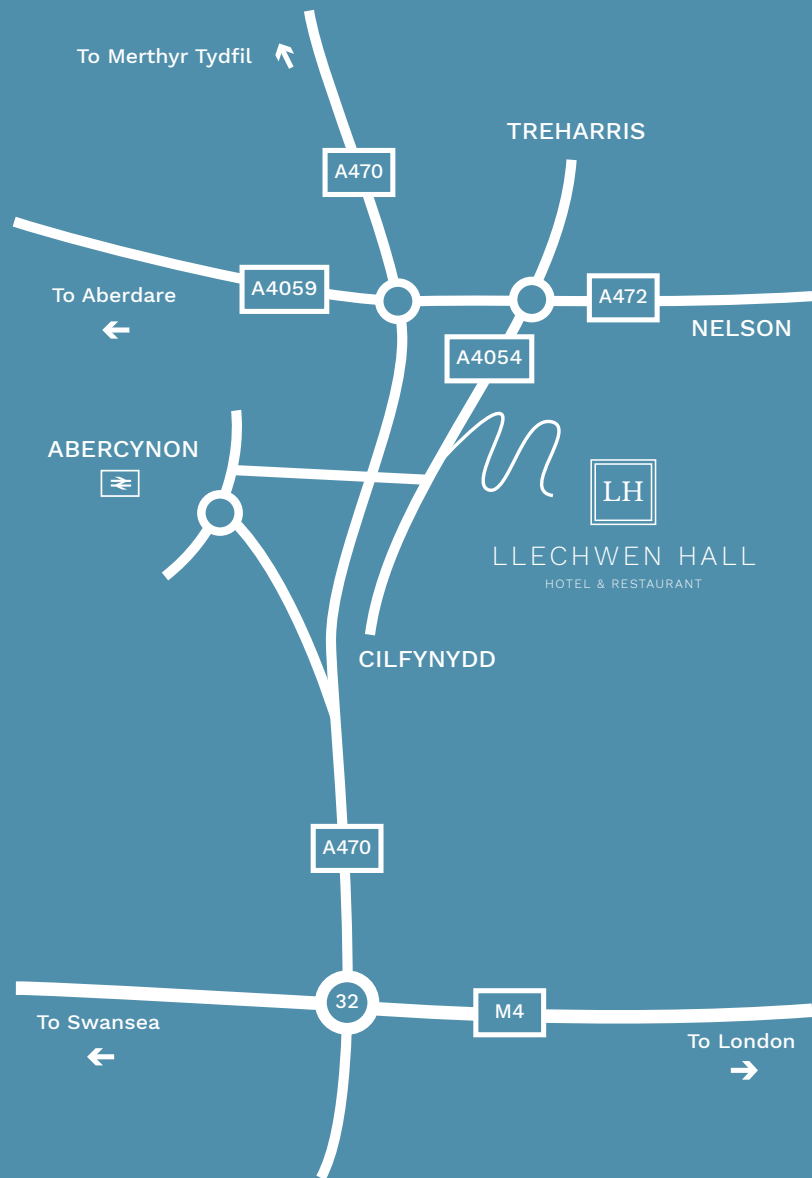 To Merthyr Tydfil
TREHARRIS
A470
To Aberdare
A4059
A472
NELSON
A4054
ABERCYNON
LH
LLECHWEN HALL
HOTEL & RESTAURANT
CILFYNYDD
A470
32
M4
To Swansea
To London